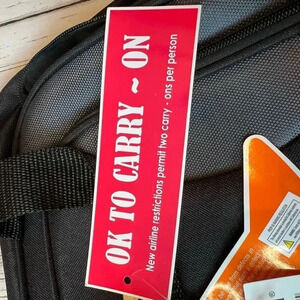 OK TO CARRY ~ ON
New airline restrictions permit two carry - ons per person